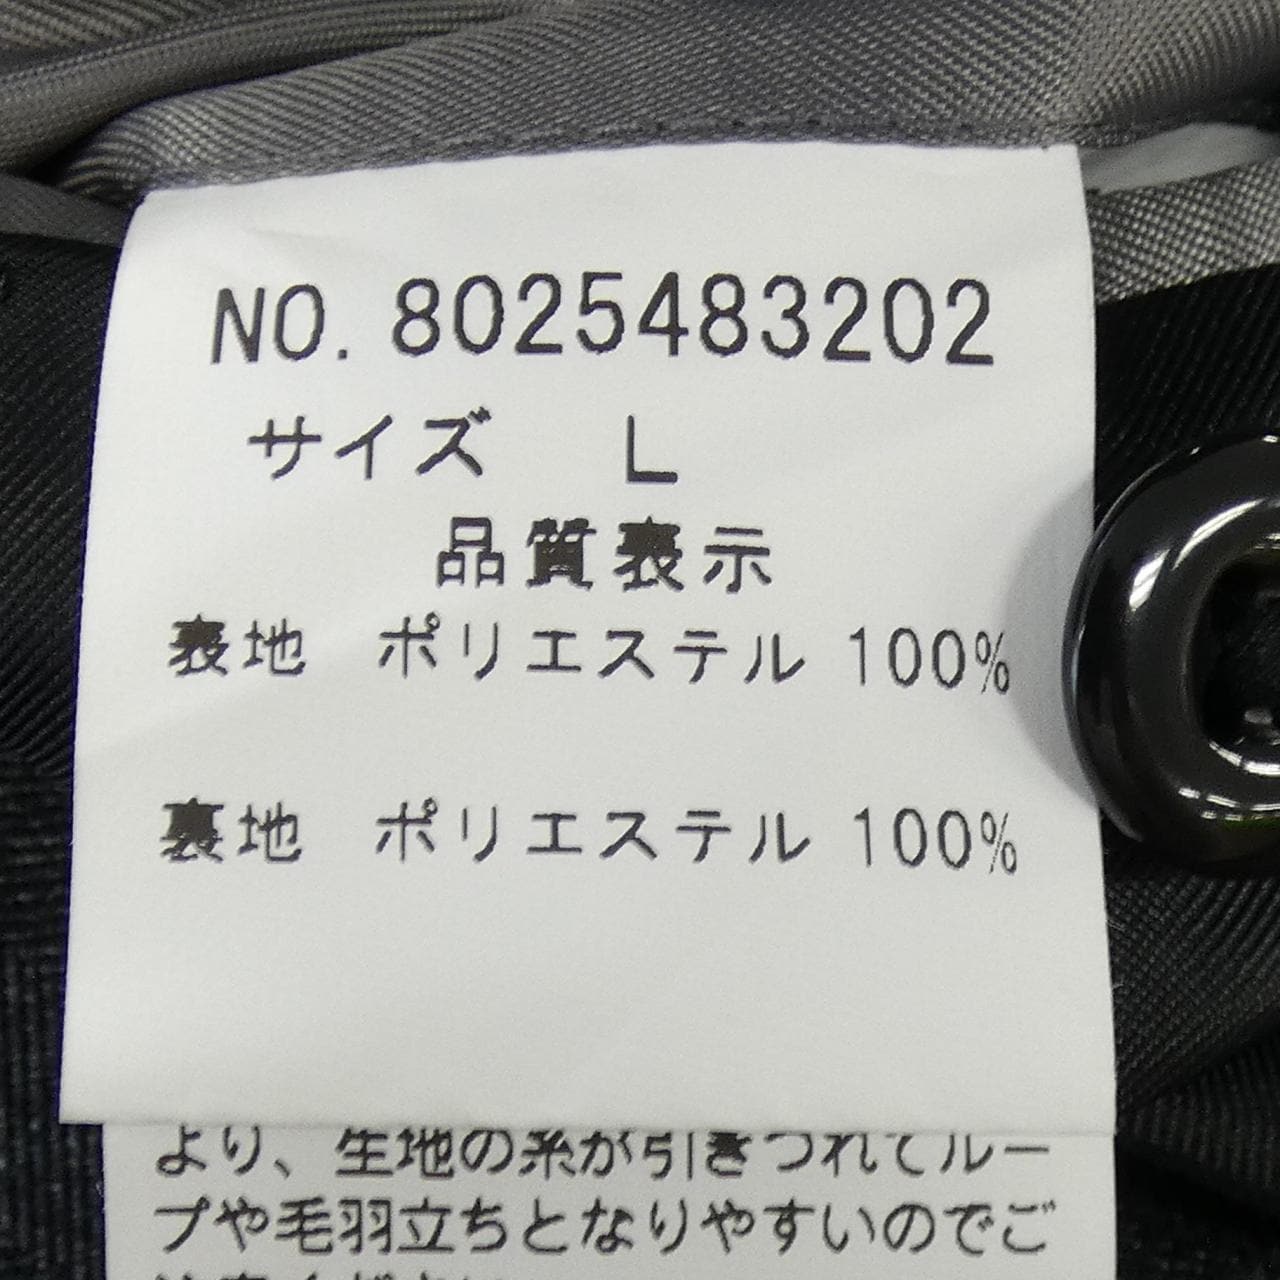 NO. 8025483202
サイズ L
品質表示
表地 ポリエステル 100%
裏地 ポリエステル 100%
より、生地の糸が引きつれてルー
プや毛羽立ちとなりやすいのでご